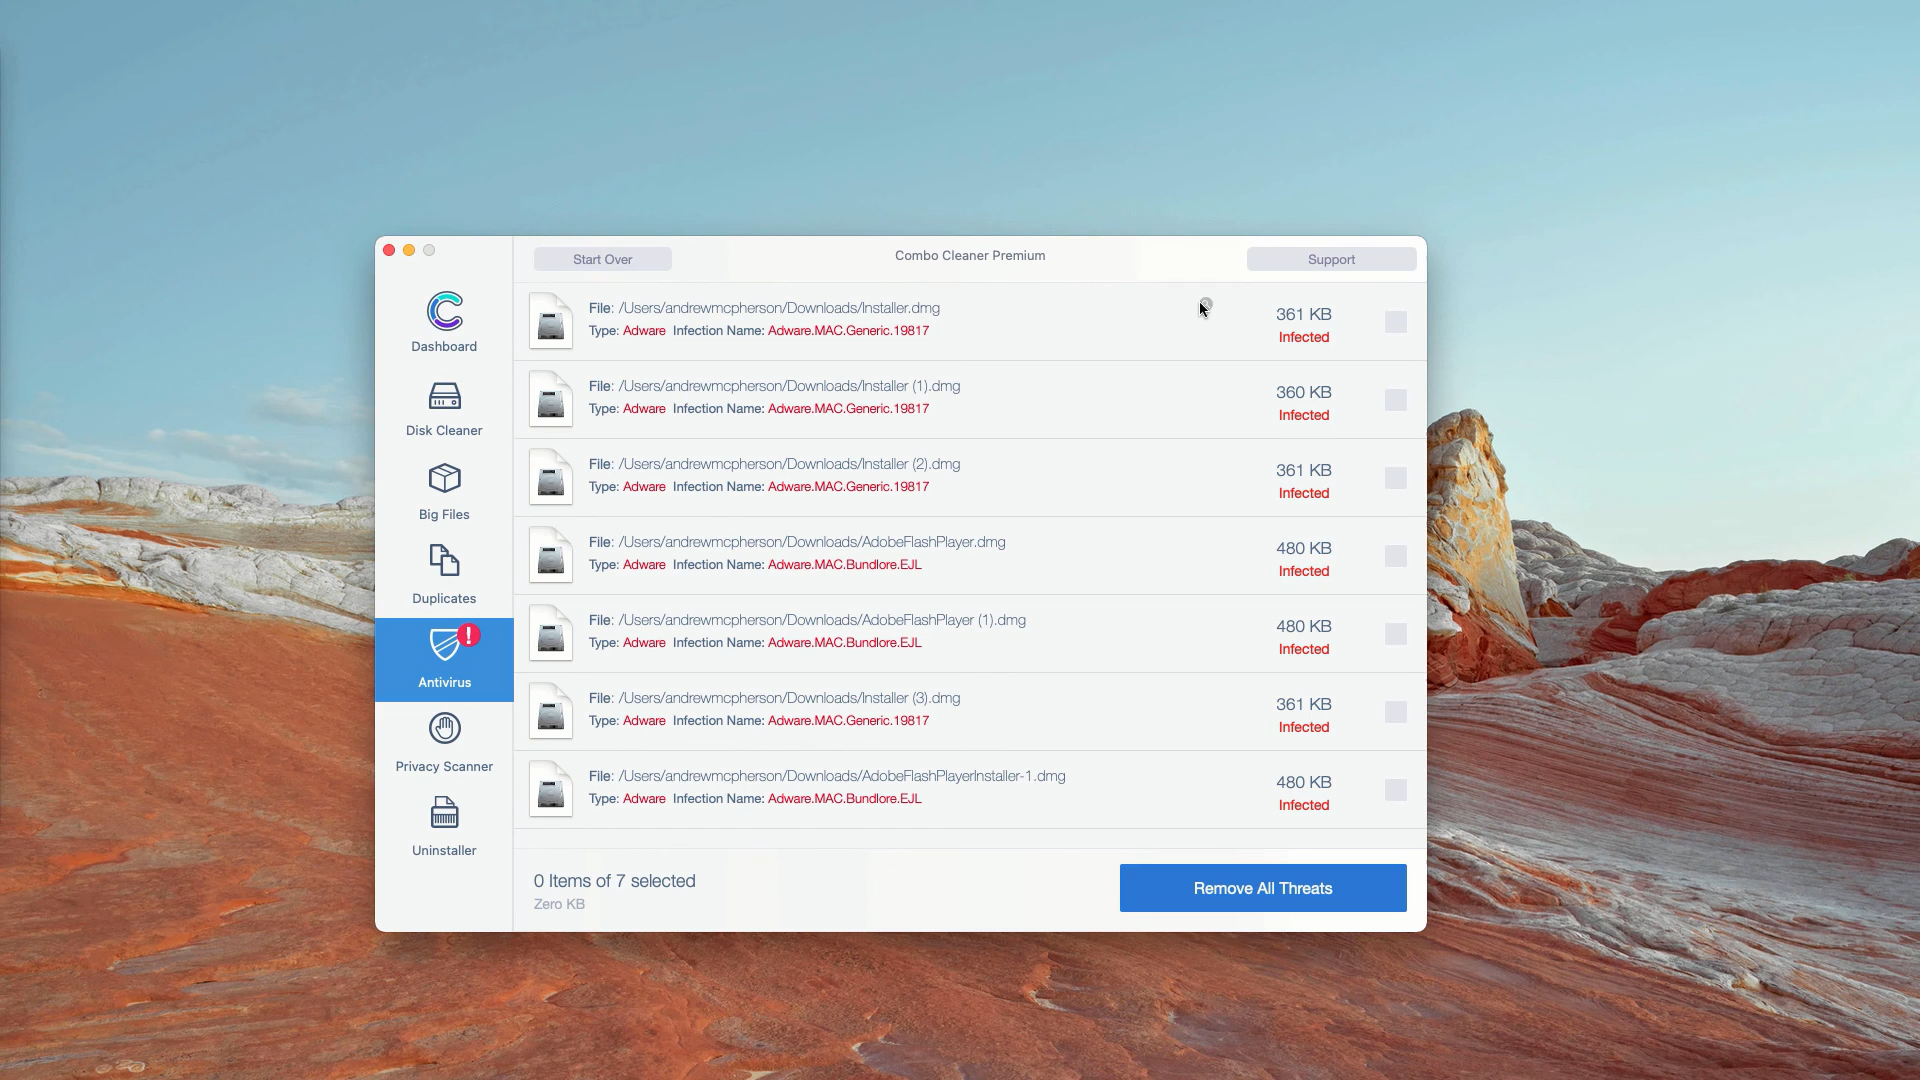 Start Over
Combo Cleaner Premium
Support
Dashboard
Disk Cleaner
Big Files
Duplicates
Antivirus
Privacy Scanner
Uninstaller
File: /Users/andrewmcpherson/Downloads/Installer.dmg
Type: Adware Infection Name: Adware.MAC.Generic.19817
361 KB
Infected
File: /Users/andrewmcpherson/Downloads/Installer (1).dmg
Type: Adware Infection Name: Adware.MAC.Generic.19817
360 KB
Infected
File: /Users/andrewmcpherson/Downloads/Installer (2).dmg
Type: Adware Infection Name: Adware.MAC.Generic.19817
361 KB
Infected
File: /Users/andrewmcpherson/Downloads/AdobeFlashPlayer.dmg
Type: Adware Infection Name: Adware.MAC.Bundlore.EJL
480 KB
Infected
File: /Users/andrewmcpherson/Downloads/AdobeFlashPlayer (1).dmg
Type: Adware Infection Name: Adware.MAC.Bundlore.EJL
480 KB
Infected
File: /Users/andrewmcpherson/Downloads/Installer (3).dmg
Type: Adware Infection Name: Adware.MAC.Generic.19817
361 KB
Infected
File: /Users/andrewmcpherson/Downloads/AdobeFlashPlayerInstaller-1.dmg
Type: Adware Infection Name: Adware.MAC.Bundlore.EJL
480 KB
Infected
0 Items of 7 selected
Zero KB
Remove All Threats